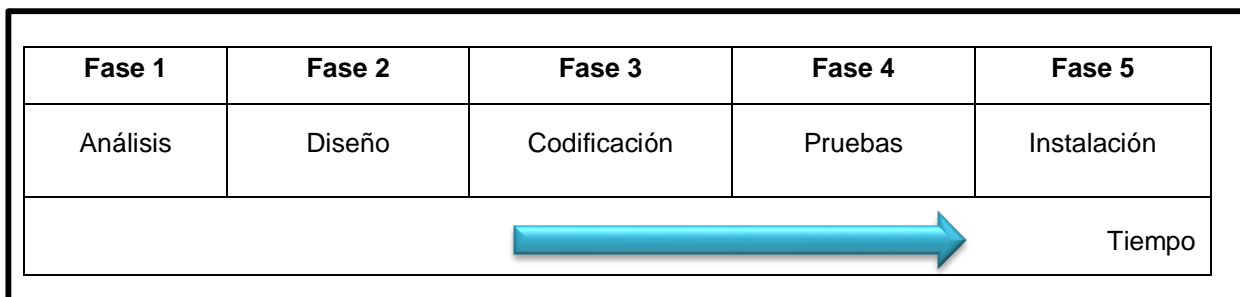 Fase 1 Fase 2 Fase 3 Fase 4 Fase 5
Análisis Diseño Codificación Pruebas Instalación
Tiempo